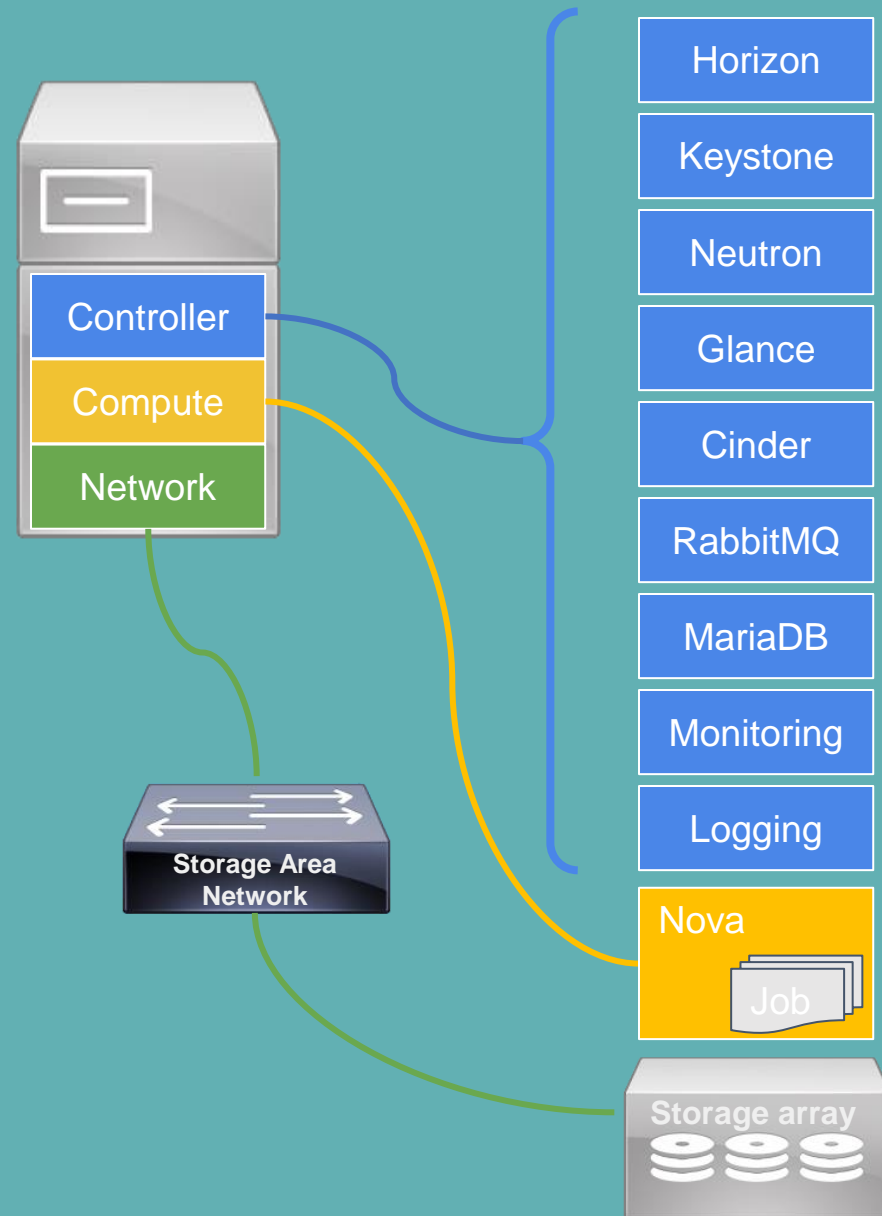 Controller
Compute
Network
Storage Area
Network
Horizon
Keystone
Neutron
Glance
Cinder
RabbitMQ
MariaDB
Monitoring
Logging
Nova
Job
Storage array